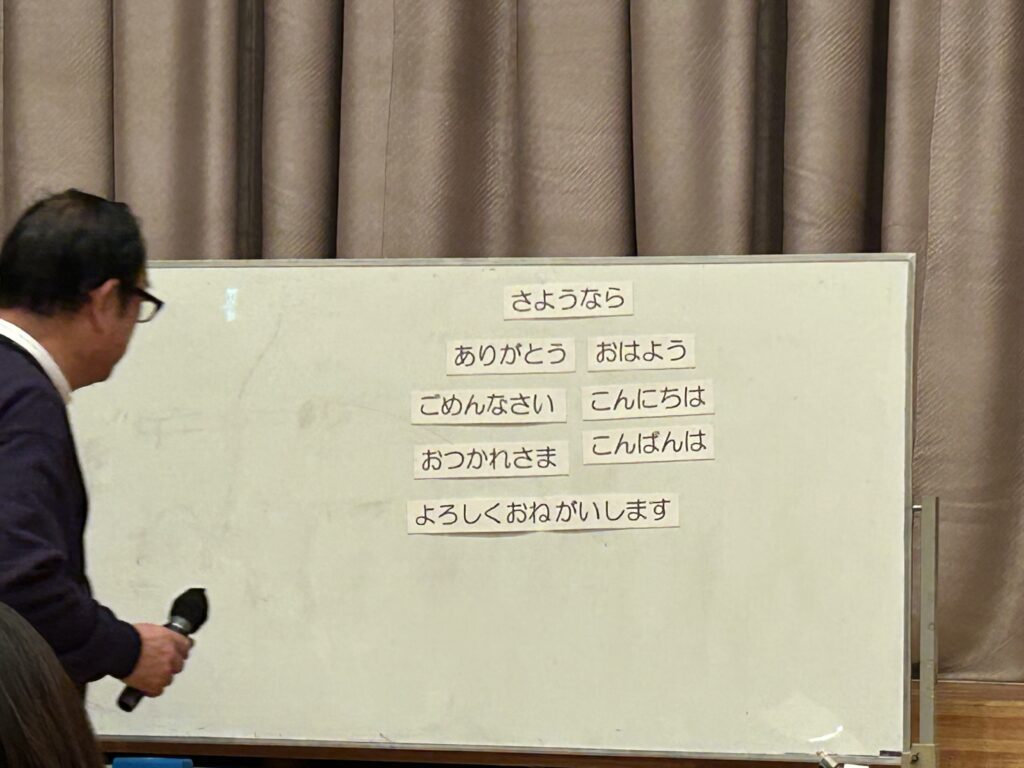 さようなら
ありがとう おはよう
ごめんなさい こんにちは
おつかれさま こんばんは
よろしくおねがいします